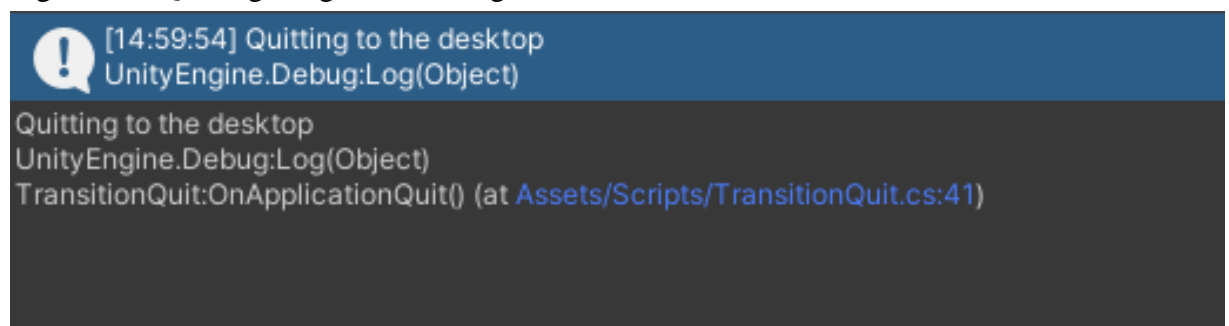 [14:59:54] Quitting to the desktop
UnityEngine.Debug:Log(Object)
Quitting to the desktop
UnityEngine.Debug:Log(Object)
TransitionQuit:OnApplicationQuit() (at Assets/Scripts/TransitionQuit.cs:41)